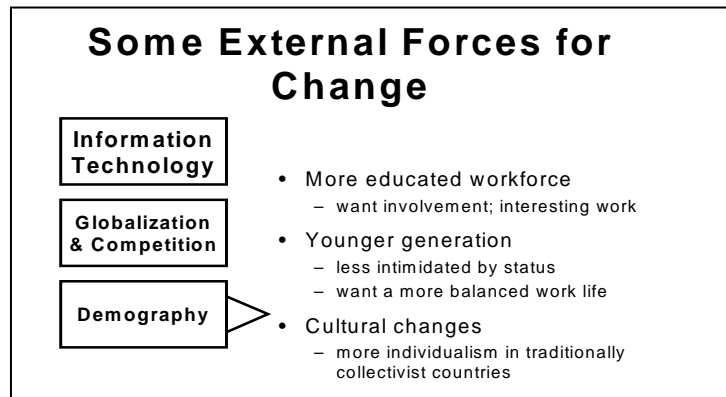 Some External Forces for
Change
Information
Technology
Globalization
& Competition
Demography
• More educated workforce
– want involvement; interesting work
• Younger generation
– less intimidated by status
– want a more balanced work life
• Cultural changes
– more individualism in traditionally
collectivist countries